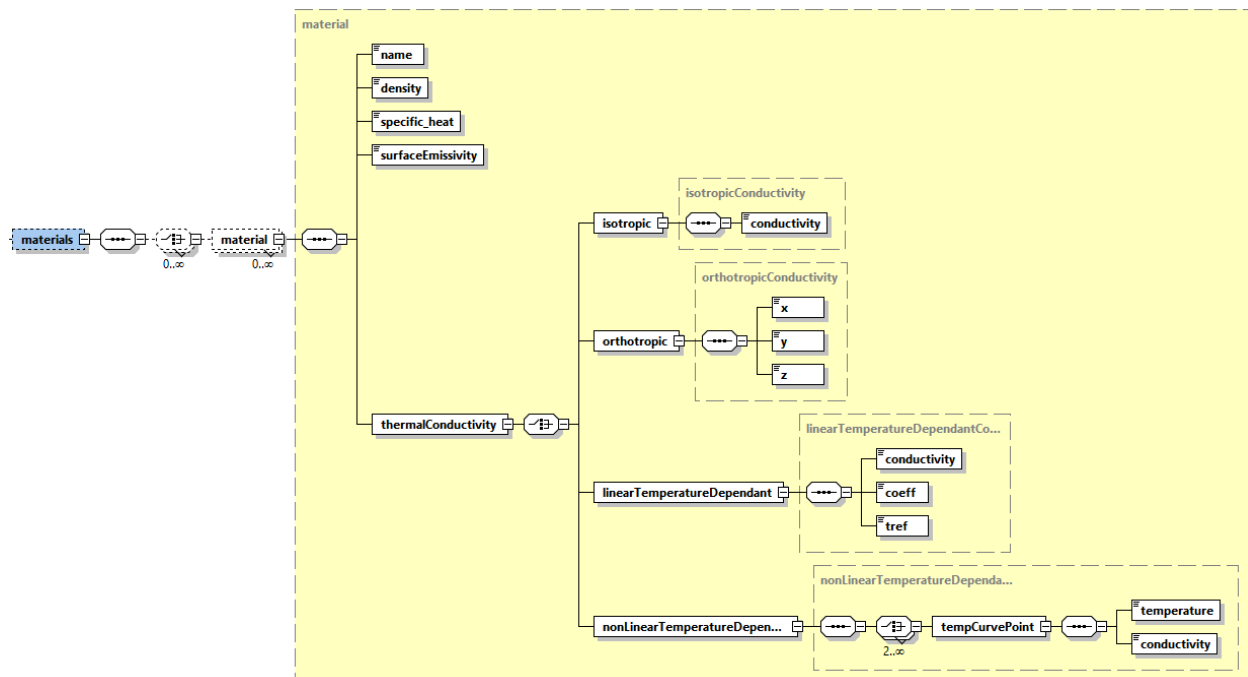 material
name
density
specific_heat
surfaceEmissivity
isotropicConductivity
isotropic
conductivity
materials
material
0..∞
0..∞
orthotropicConductivity
x
orthotropic
y
z
thermalConductivity
linearTemperatureDependantCo...
conductivity
linearTemperatureDependant
coeff
tref
nonLinearTemperatureDependa...
temperature
nonLinearTemperatureDepen...
tempCurvePoint
2..∞
conductivity